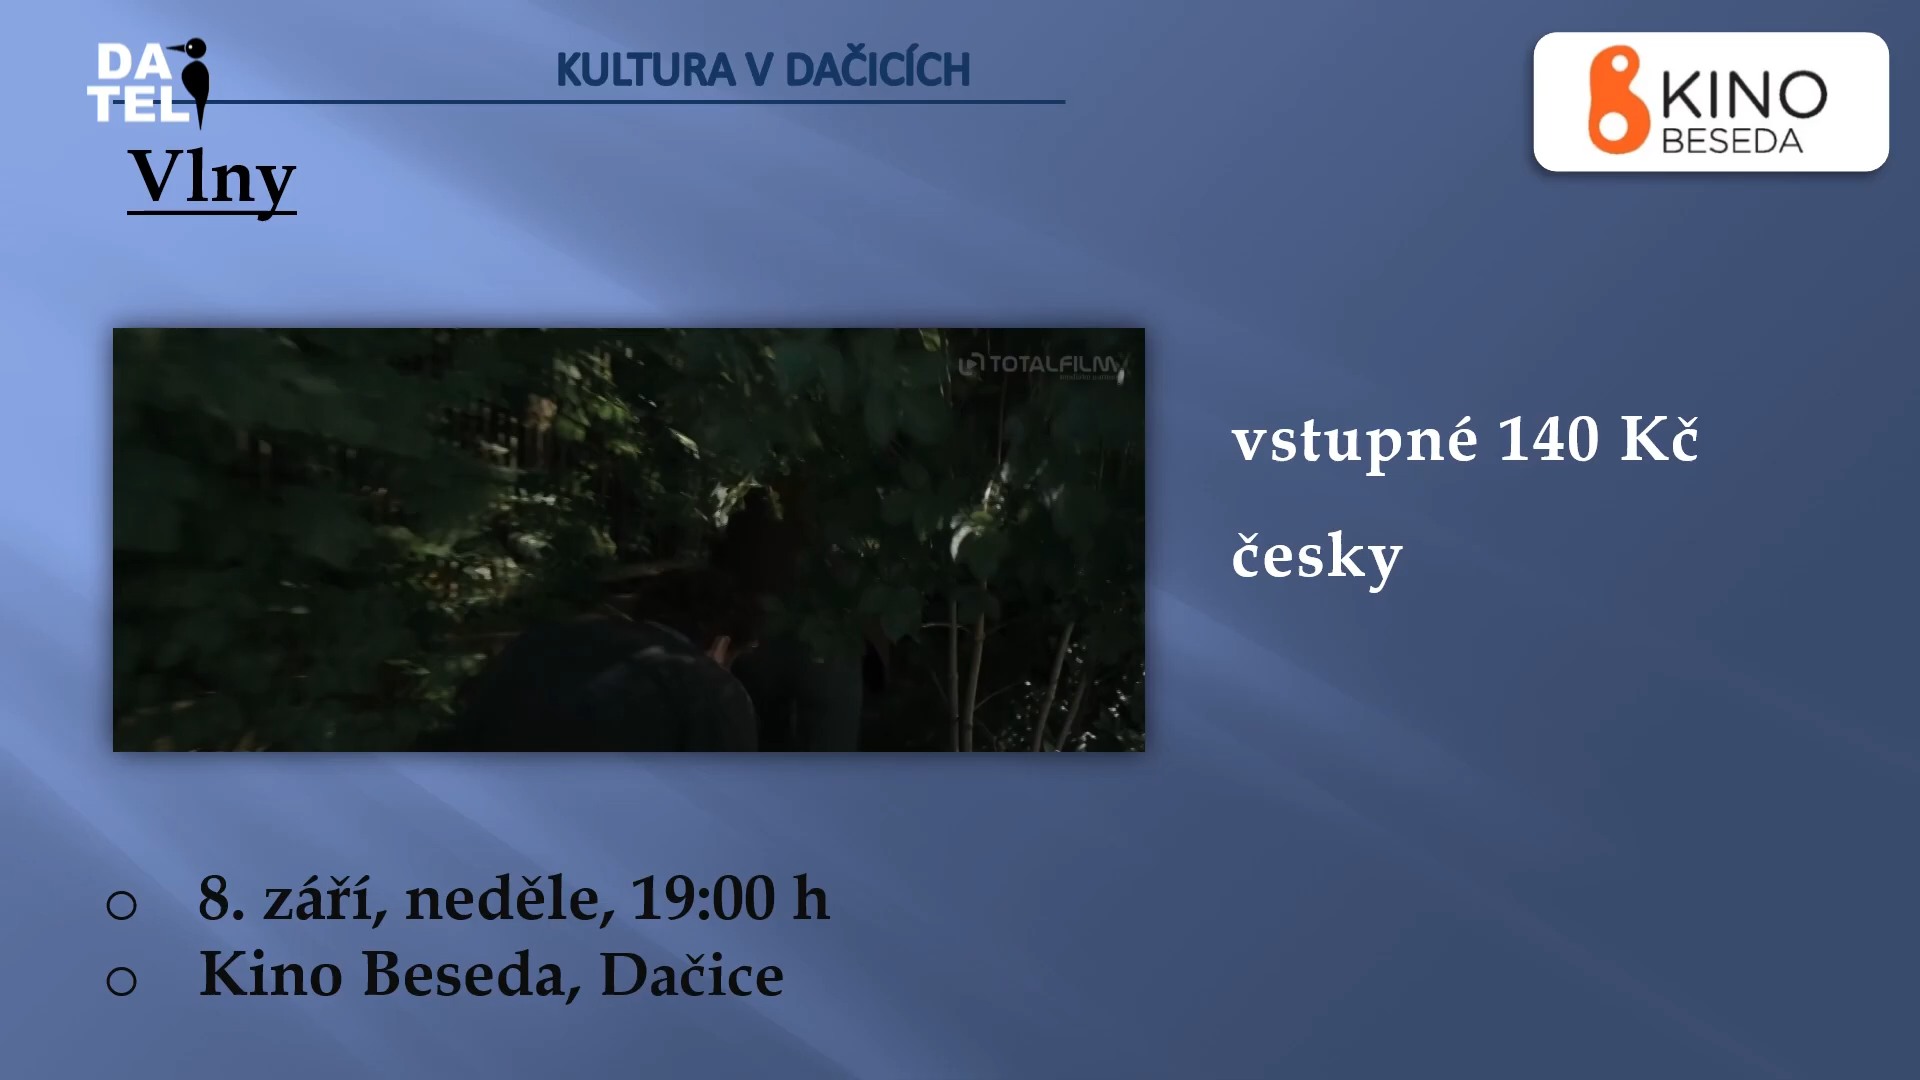 DA
TEL
KULTURA V DAČICÍCH
KINO
BESEDA
Vlny
TOTALFILM
vstupné 140 Kč
česky
8. září, neděle, 19:00 h
Kino Beseda, Dačice